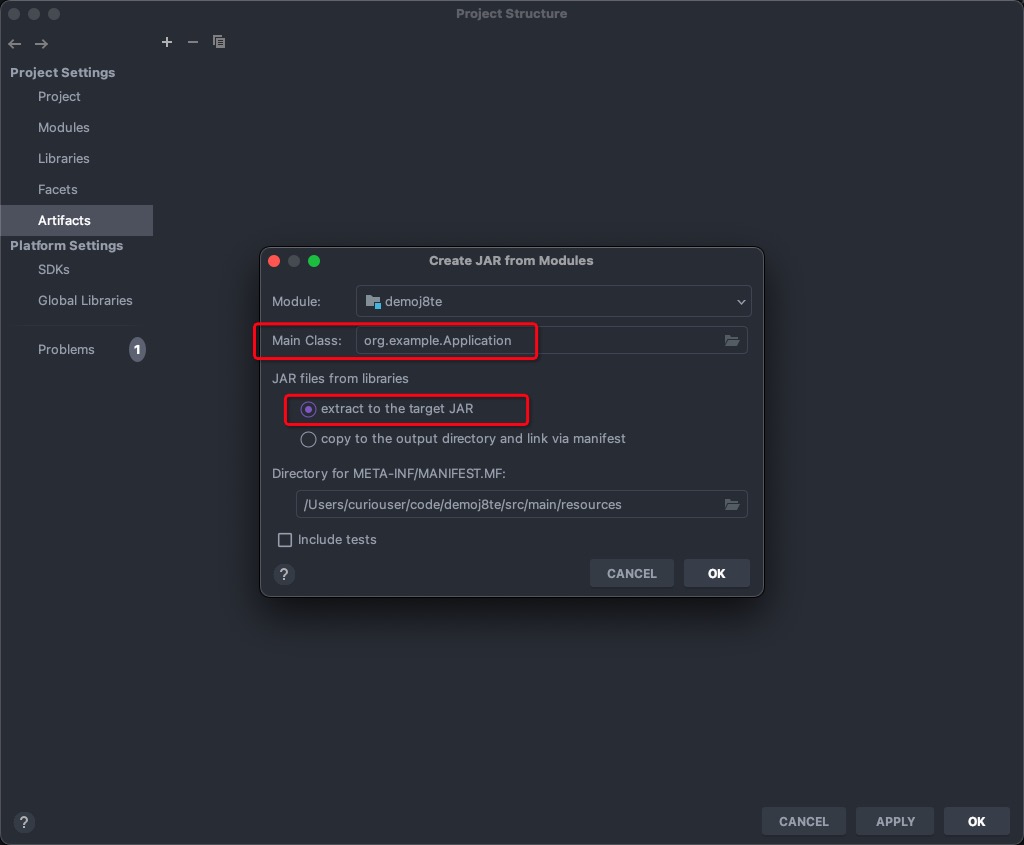 Project Structure
Project Settings
Project
Modules
Libraries
Facets
Artifacts
Platform Settings
SDKs
Global Libraries
Problems 1
Create JAR from Modules
Module: demoj8te
Main Class: org.example.Application
JAR files from libraries
extract to the target JAR
copy to the output directory and link via manifest
Directory for META-INF/MANIFEST.MF:
/Users/curiouser/code/demoj8te/src/main/resources
Include tests
? CANCEL OK
? CANCEL APPLY OK